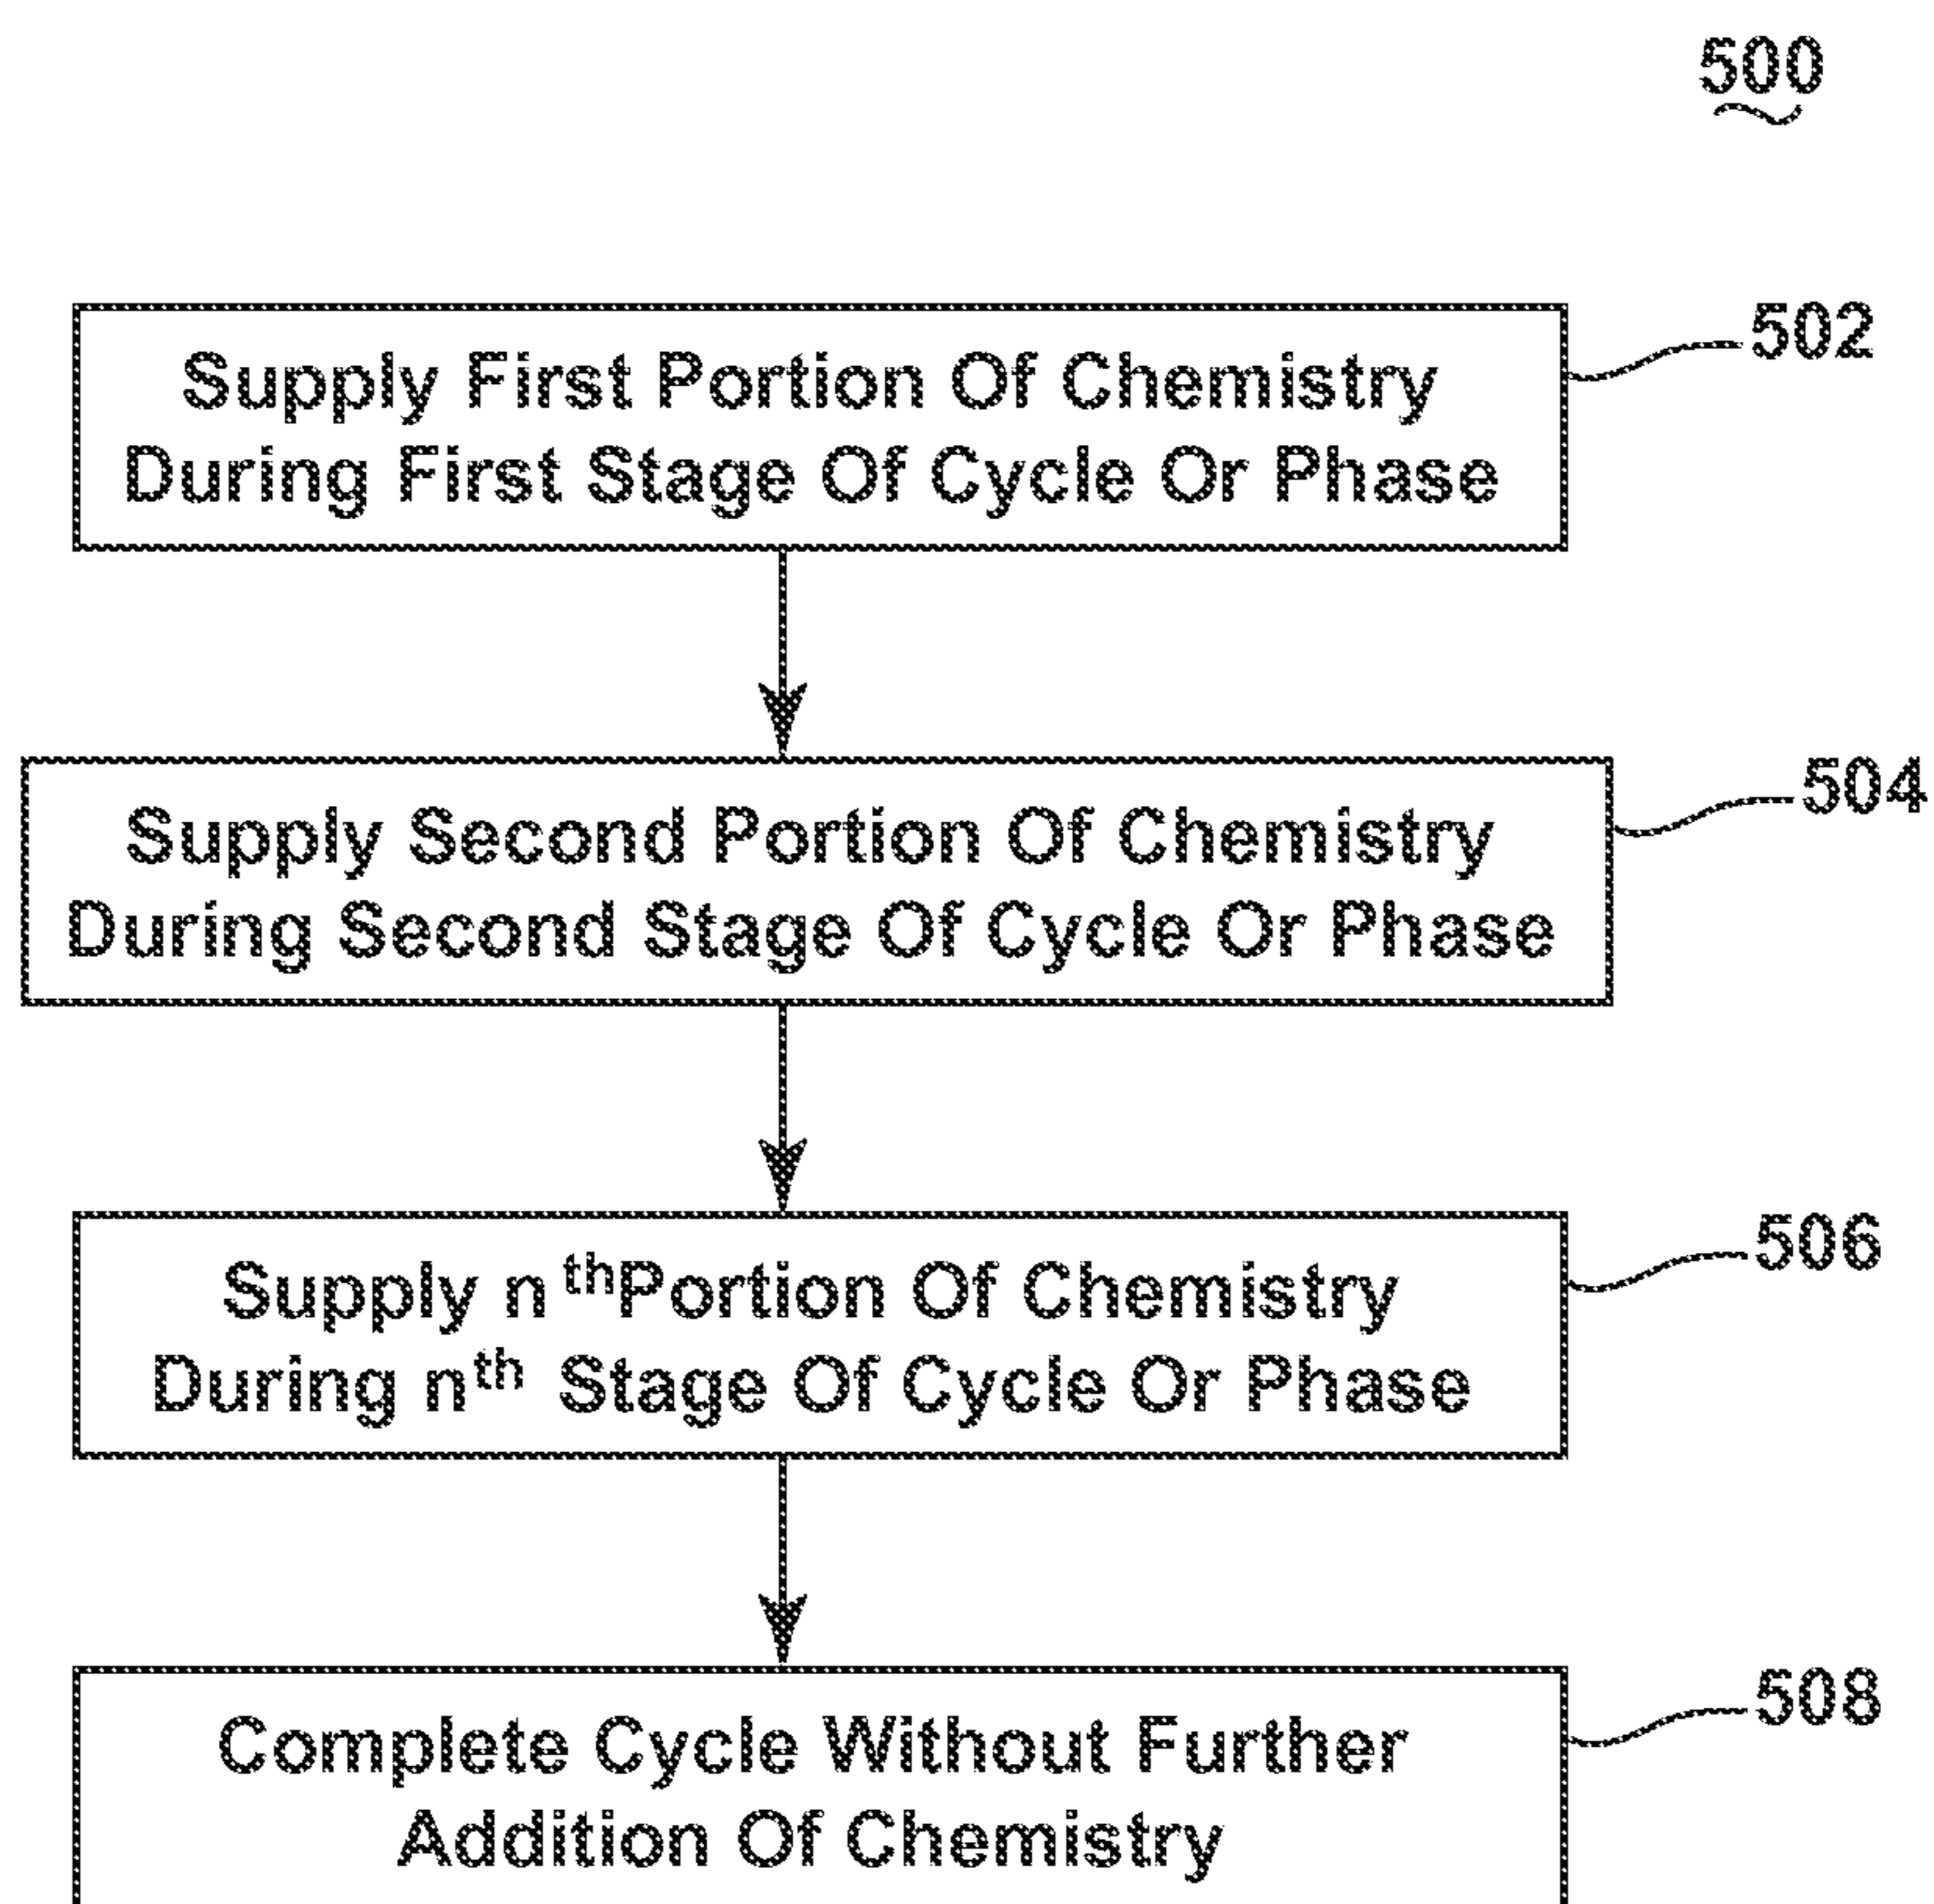 500
Supply First Portion Of Chemistry
During First Stage Of Cycle Or Phase
502
Supply Second Portion Of Chemistry
During Second Stage Of Cycle Or Phase
504
Supply nth Portion Of Chemistry
During nth Stage Of Cycle Or Phase
506
Complete Cycle Without Further
Addition Of Chemistry
508